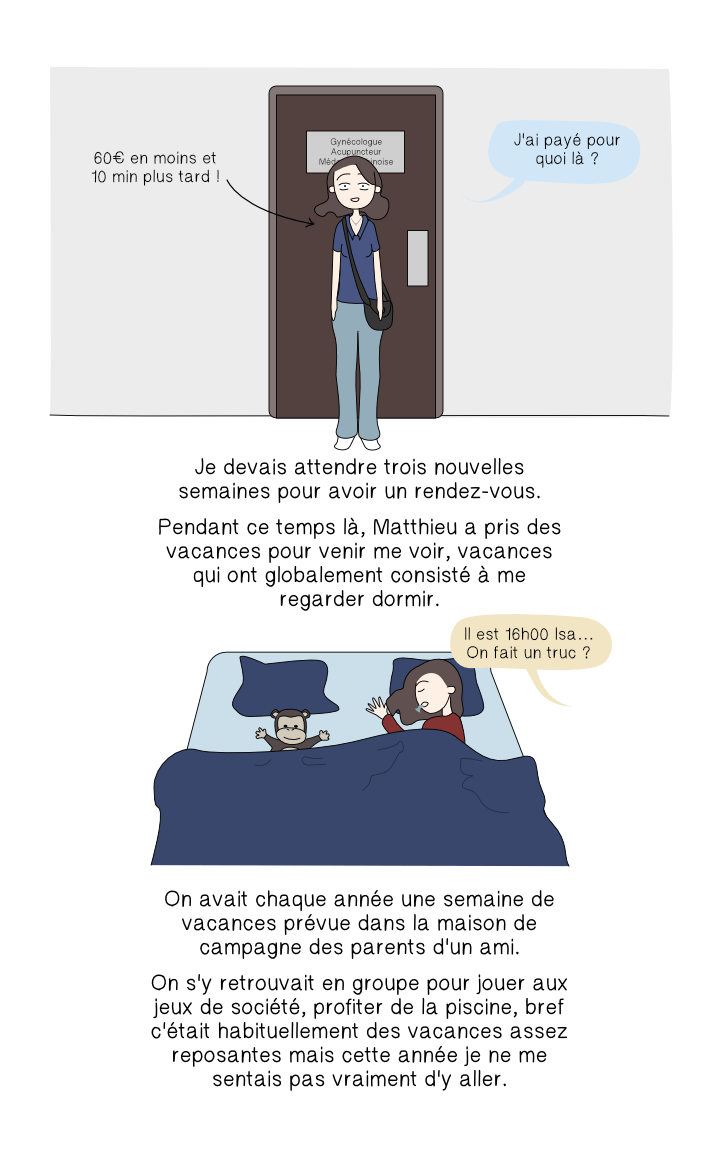 Gynécologue
Acupuncteur
60€ en moins et
10 min plus tard !
J'ai payé pour
quoi là ?
Je devais attendre trois nouvelles
semaines pour avoir un rendez-vous.
Pendant ce temps là, Matthieu a pris des
vacances pour venir me voir, vacances
qui ont globalement consisté à me
regarder dormir.
Il est 16h00 Isa...
On fait un truc ?
On avait chaque année une semaine de
vacances prévue dans la maison de
campagne des parents d'un ami.
On s'y retrouvait en groupe pour jouer aux
jeux de société, profiter de la piscine, bref
c'était habituellement des vacances assez
reposantes mais cette année je ne me
sentais pas vraiment d'y aller.